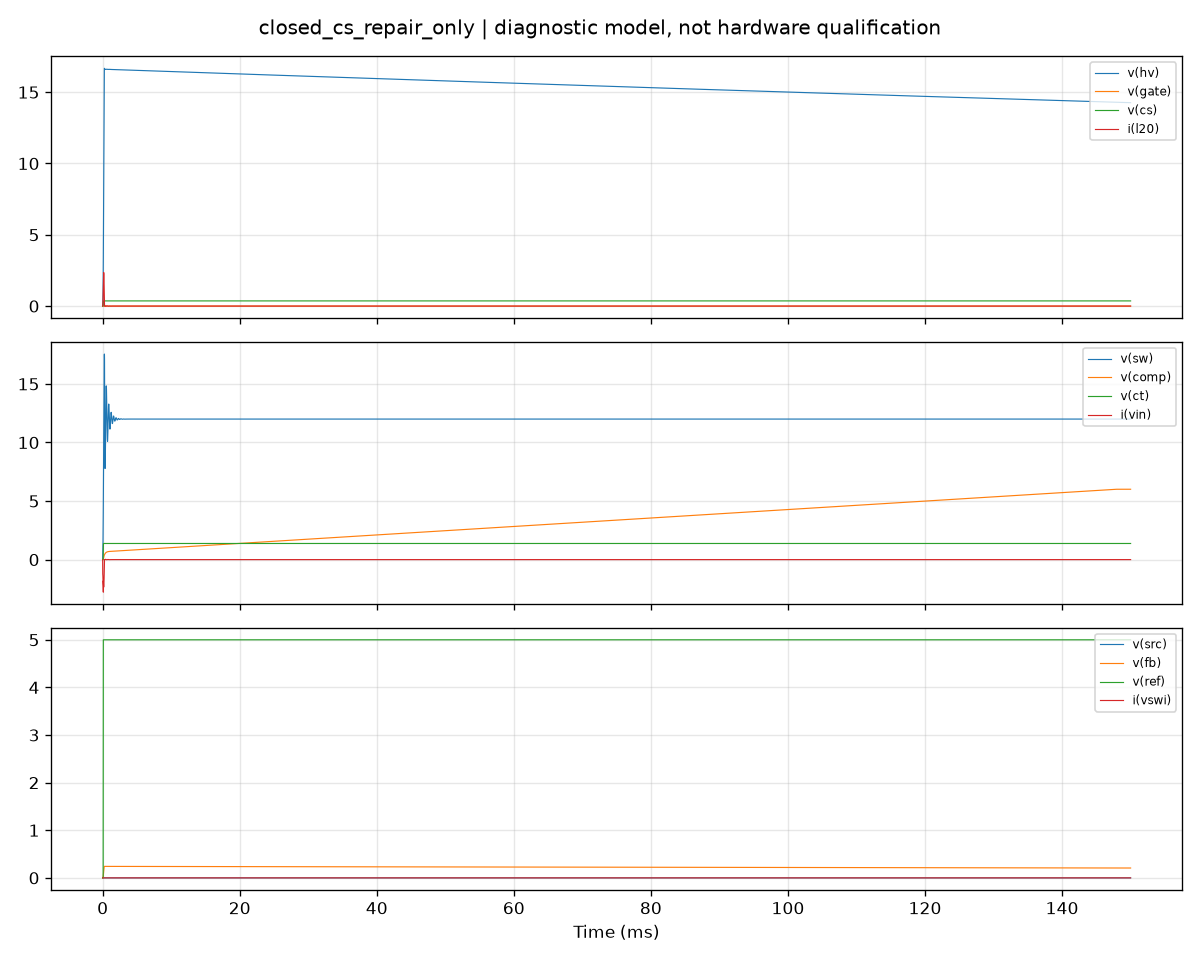 closed_cs_repair_only | diagnostic model, not hardware qualification
v(hv)
v(gate)
v(cs)
i(l20)
15
10
5
0
v(sw)
v(comp)
v(ct)
i(vin)
15
10
5
0
v(src)
v(fb)
v(ref)
i(vswi)
5
4
3
2
1
0
0 20 40 60 80 100 120 140
Time (ms)